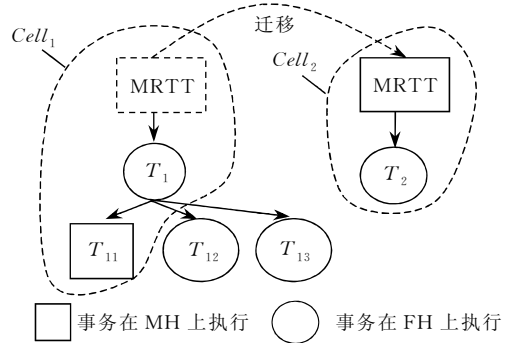 Cell₁
迁移
Cell₂
MRTT
MRTT
T₁
T₂
T₁₁
T₁₂
T₁₃
事务在 MH 上执行
事务在 FH 上执行